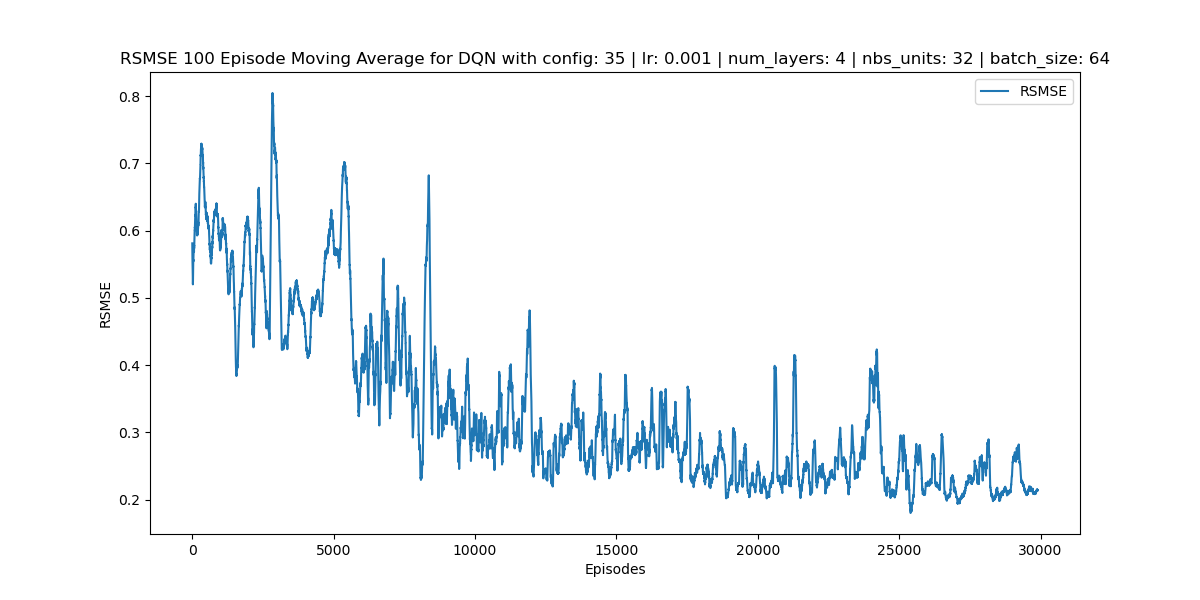 RSMSE 100 Episode Moving Average for DQN with config: 35 | lr: 0.001 | num_layers: 4 | nbs_units: 32 | batch_size: 64
RSMSE
0.8
0.7
0.6
0.5
0.4
0.3
0.2
RSMSE
0 5000 10000 15000 20000 25000 30000
Episodes